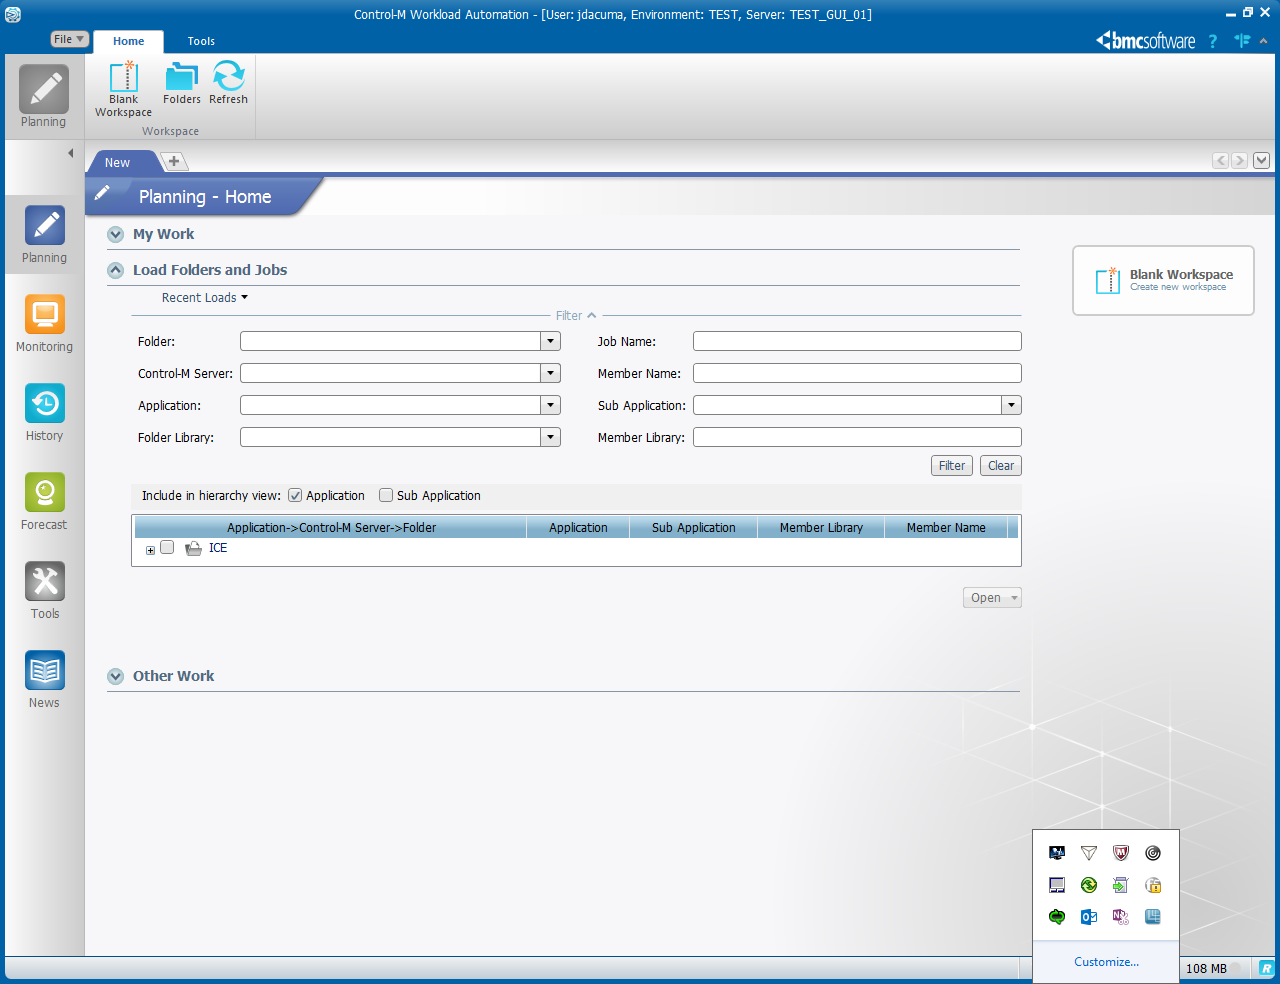 Control-M Workload Automation - [User: jdacuma, Environment: TEST, Server: TEST_GUI_01]
File
Home
Tools
bmcsoftware
?
Planning
Blank Workspace
Folders
Refresh
Workspace
New
Planning - Home
Planning
Monitoring
History
Forecast
Tools
News
My Work
Load Folders and Jobs
Recent Loads
Filter
Folder:
Job Name:
Control-M Server:
Member Name:
Application:
Sub Application:
Folder Library:
Member Library:
Filter
Clear
Include in hierarchy view:
Application
Sub Application
Application->Control-M Server->Folder
Application
Sub Application
Member Library
Member Name
ICE
Open
Other Work
Blank Workspace
Create new workspace
Customize...
108 MB
R